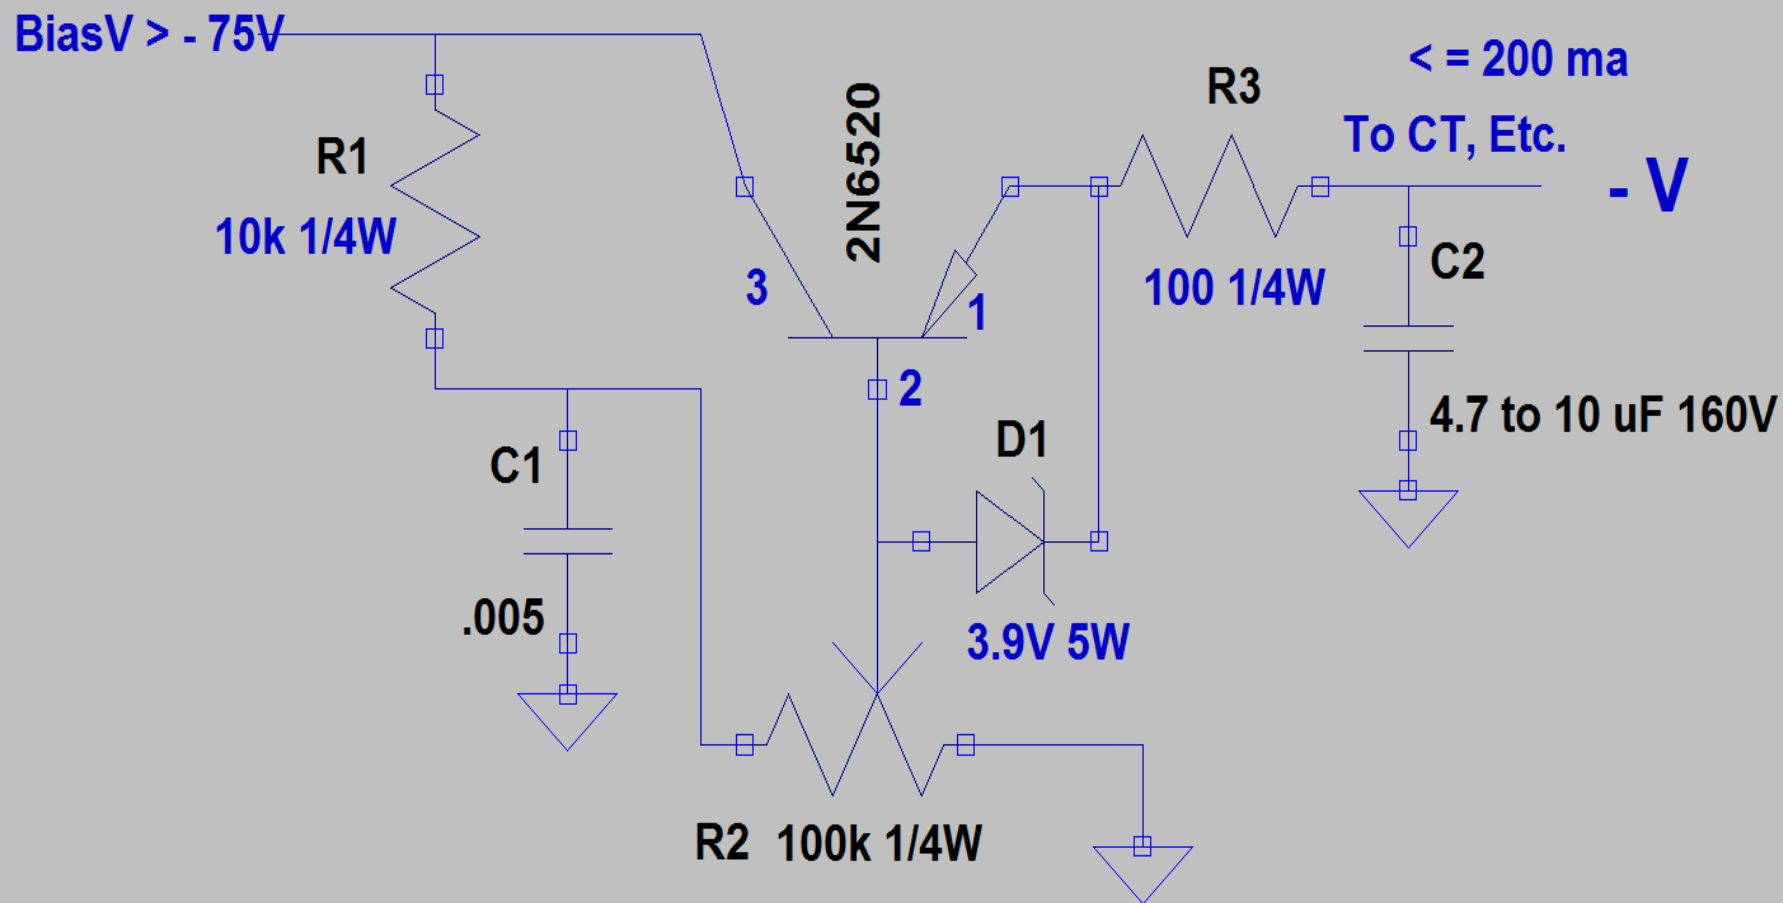 BiasV > - 75V
< = 200 ma
R3
2N6520
To CT, Etc.
- V
R1
10k 1/4W
3
1
100 1/4W
C2
2
4.7 to 10 uF 160V
D1
C1
.005
3.9V 5W
R2 100k 1/4W